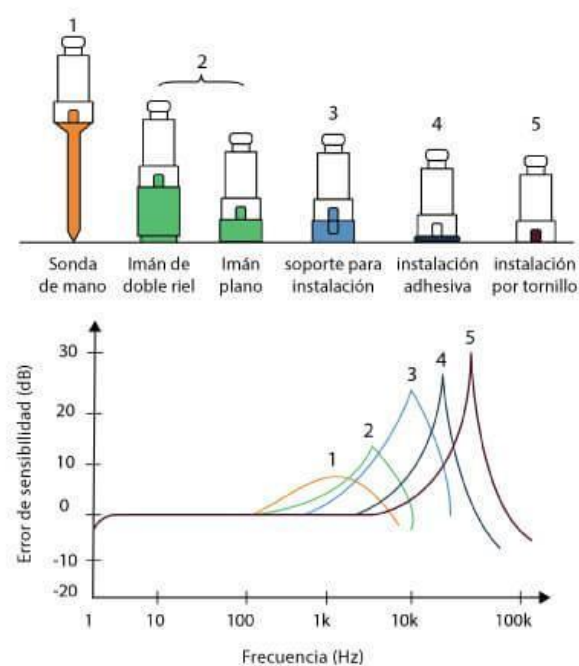 1
2
3
4
5
Sonda
de mano
Imán de
doble riel
Imán
plano
soporte para
instalación
instalación
adhesiva
instalación
por tornillo
Error de sensibilidad (dB)
30
20
10
0
-10
-20
1
2
3
4
5
1
10
100
1k
10k
100k
Frecuencia (Hz)